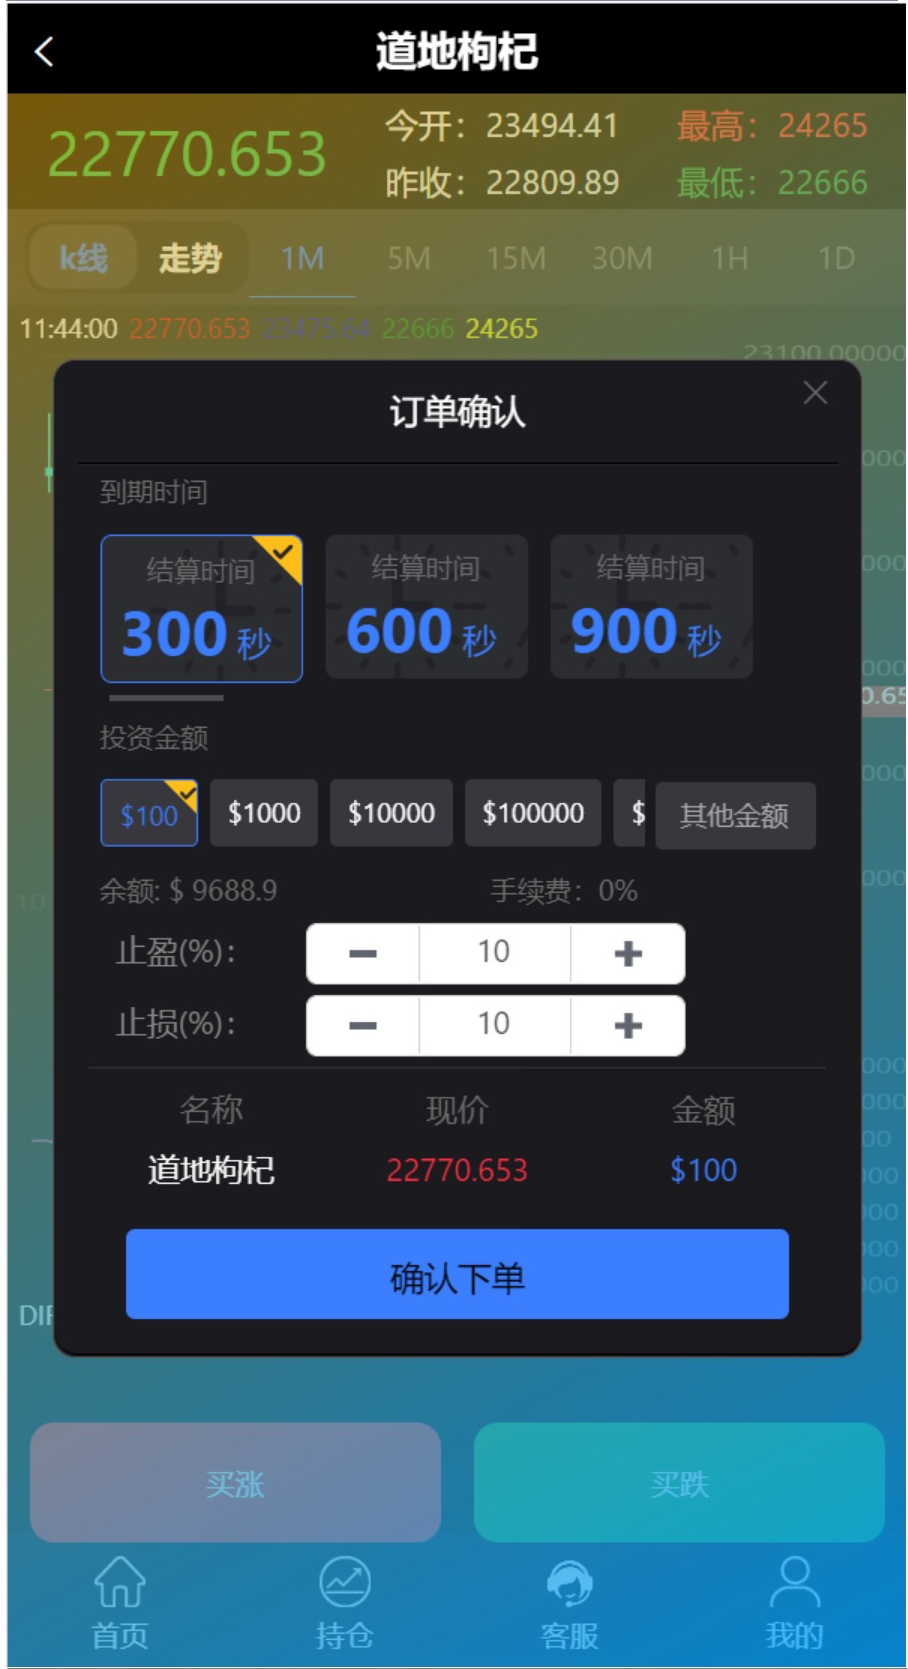 道地枸杞
22770.653
今开：23494.41 最高：24265
昨收：22809.89 最低：22666
k线 走势 1M 5M 15M 30M 1H 1D
11:44:00 22770.653 23475.64 22666 24265
23100.00000
订单确认
到期时间
结算时间 结算时间 结算时间
300 秒 600 秒 900 秒
投资金额
$100 $1000 $10000 $100000 $ 其他金额
余额: $ 9688.9 手续费：0%
止盈(%)： 10
止损(%)： 10
名称 现价 金额
道地枸杞 22770.653 $100
确认下单
买涨 买跌
首页 持仓 客服 我的